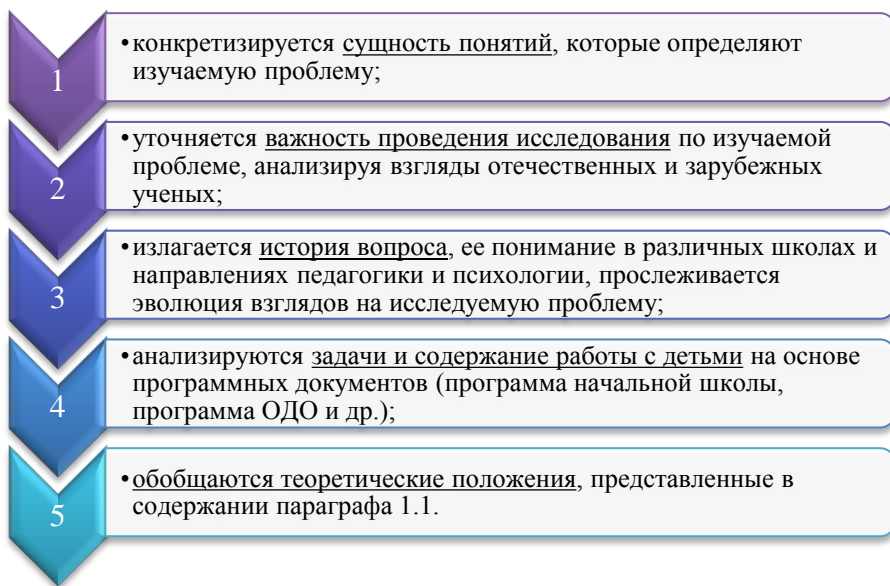 1
•конкретизируется сущность понятий, которые определяют
изучаемую проблему;
2
•уточняется важность проведения исследования по изучаемой
проблеме, анализируя взгляды отечественных и зарубежных
ученых;
3
•излагается история вопроса, ее понимание в различных школах и
направлениях педагогики и психологии, прослеживается
эволюция взглядов на исследуемую проблему;
4
•анализируются задачи и содержание работы с детьми на основе
программных документов (программа начальной школы,
программа ОДО и др.);
5
•обобщаются теоретические положения, представленные в
содержании параграфа 1.1.